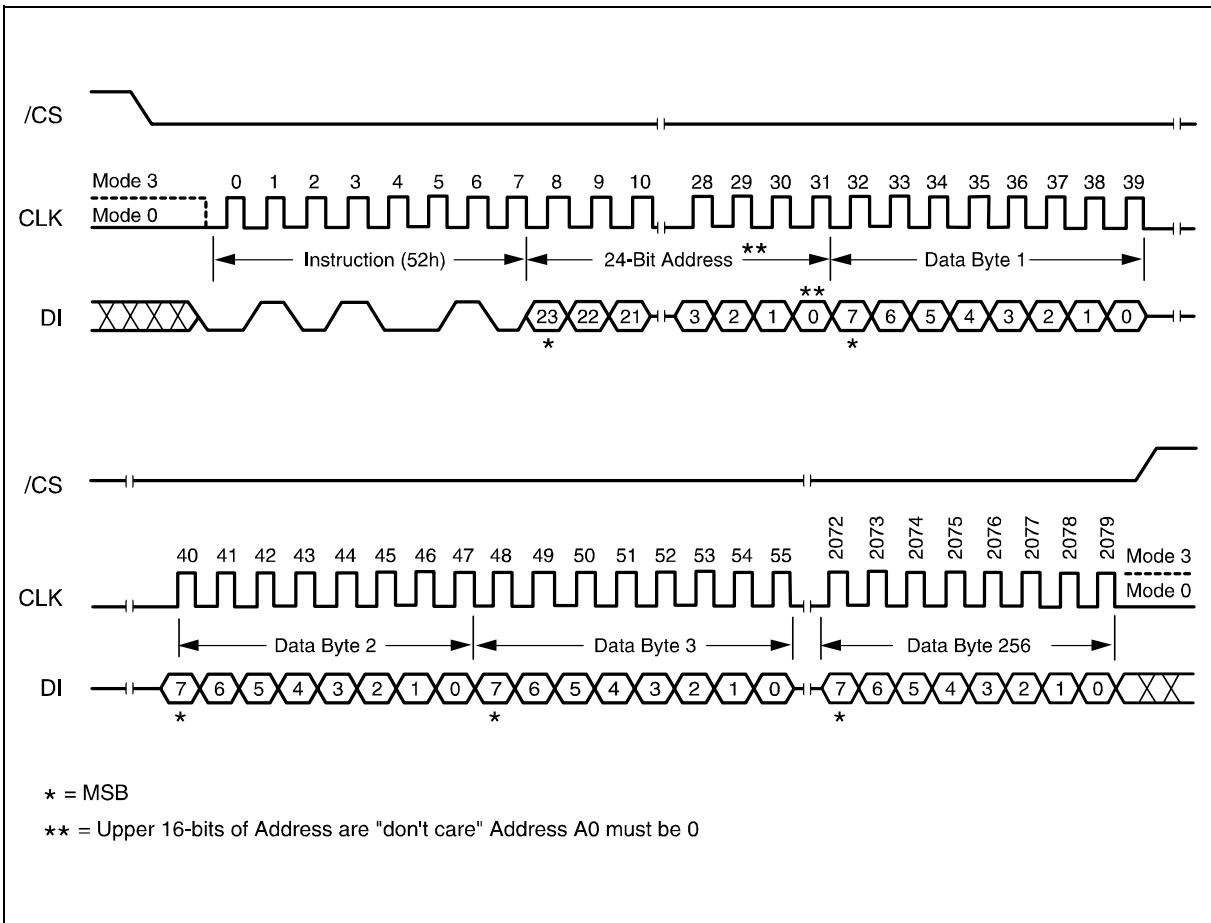 /CS
Mode 3
0 1 2 3 4 5 6 7 8 9 10 28 29 30 31 32 33 34 35 36 37 38 39
CLK
Mode 0
Instruction (52h) 24-Bit Address ** Data Byte 1
**
DI 23 22 21 3 2 1 0 7 6 5 4 3 2 1 0
* *
/CS
40 41 42 43 44 45 46 47 48 49 50 51 52 53 54 55 2072 2073 2074 2075 2076 2077 2078 2079
Mode 3
CLK
Mode 0
Data Byte 2 Data Byte 3 Data Byte 256
DI 7 6 5 4 3 2 1 0 7 6 5 4 3 2 1 0 7 6 5 4 3 2 1 0
* * *
* = MSB
** = Upper 16-bits of Address are "don't care" Address A0 must be 0